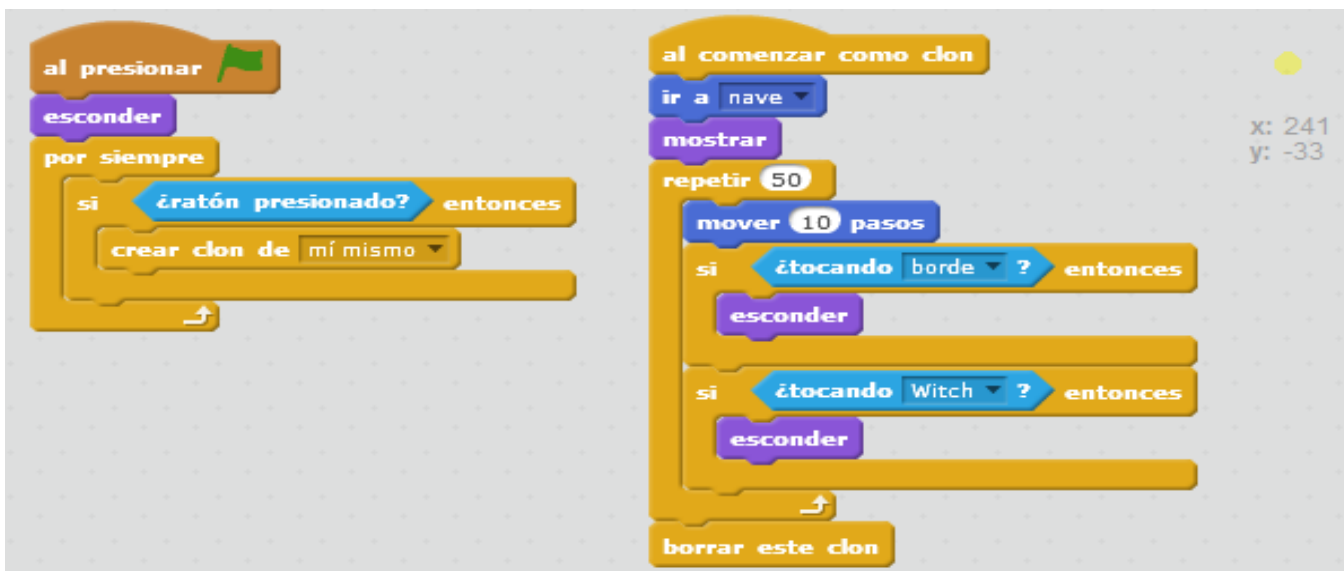 al presionar
esconder
por siempre
si ¿ratón presionado? entonces
crear clon de mí mismo
al comenzar como clon
ir a nave
mostrar
repetir 50
mover 10 pasos
si ¿tocando borde ? entonces
esconder
si ¿tocando Witch ? entonces
esconder
borrar este clon
x: 241
y: -33